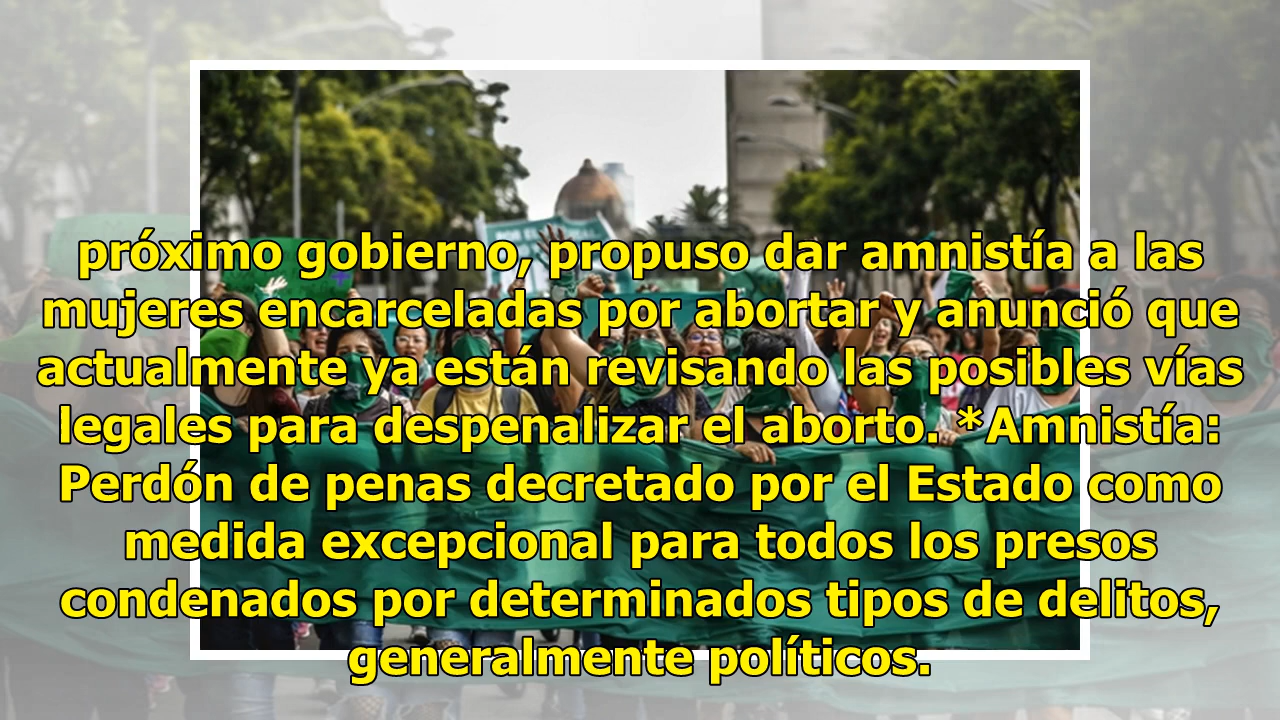 próximo gobierno, propuso dar amnistía a las
mujeres encarceladas por abortar y anunció que
actualmente ya están revisando las posibles vías
legales para despenalizar el aborto. *Amnistía:
Perdón de penas decretado por el Estado como
medida excepcional para todos los presos
condenados por determinados tipos de delitos,
generalmente políticos.